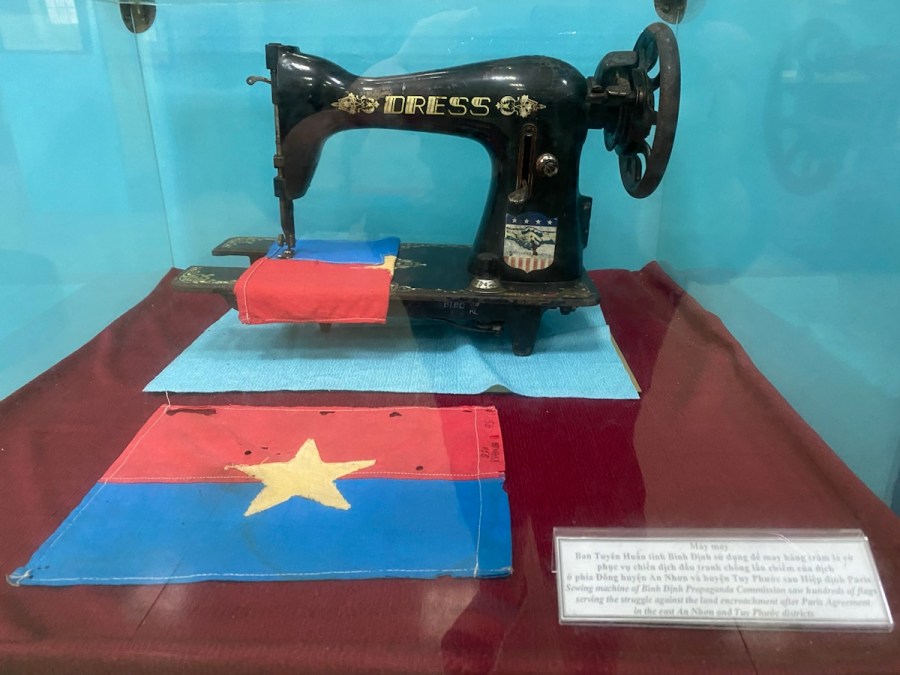 DRESS
Máy may
Ban Tuyên Huấn tỉnh Bình Định sử dụng để may hàng trăm lá cờ
phục vụ chiến dịch đấu tranh chống lấn chiếm của địch
ở phía Đông huyện An Nhơn và huyện Tuy Phước sau Hiệp định Paris
Sewing machine of Binh Định Propaganda Commission saw hundreds of flags
serving the struggle against the land encroachment after Paris Agreement
in the east An Nhơn and Tuy Phước districts